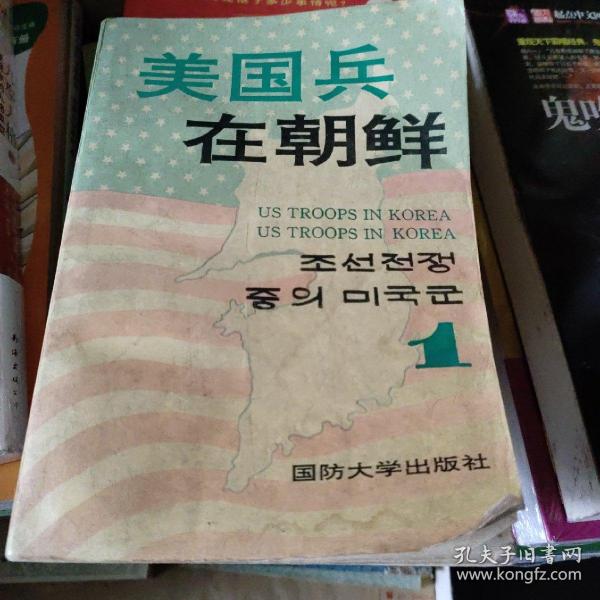 美国兵
在朝鲜
US TROOPS IN KOREA
US TROOPS IN KOREA
조선전쟁
중의 미국군
1
国防大学出版社
鬼吹
孔夫子旧书网
www.kongfz.com